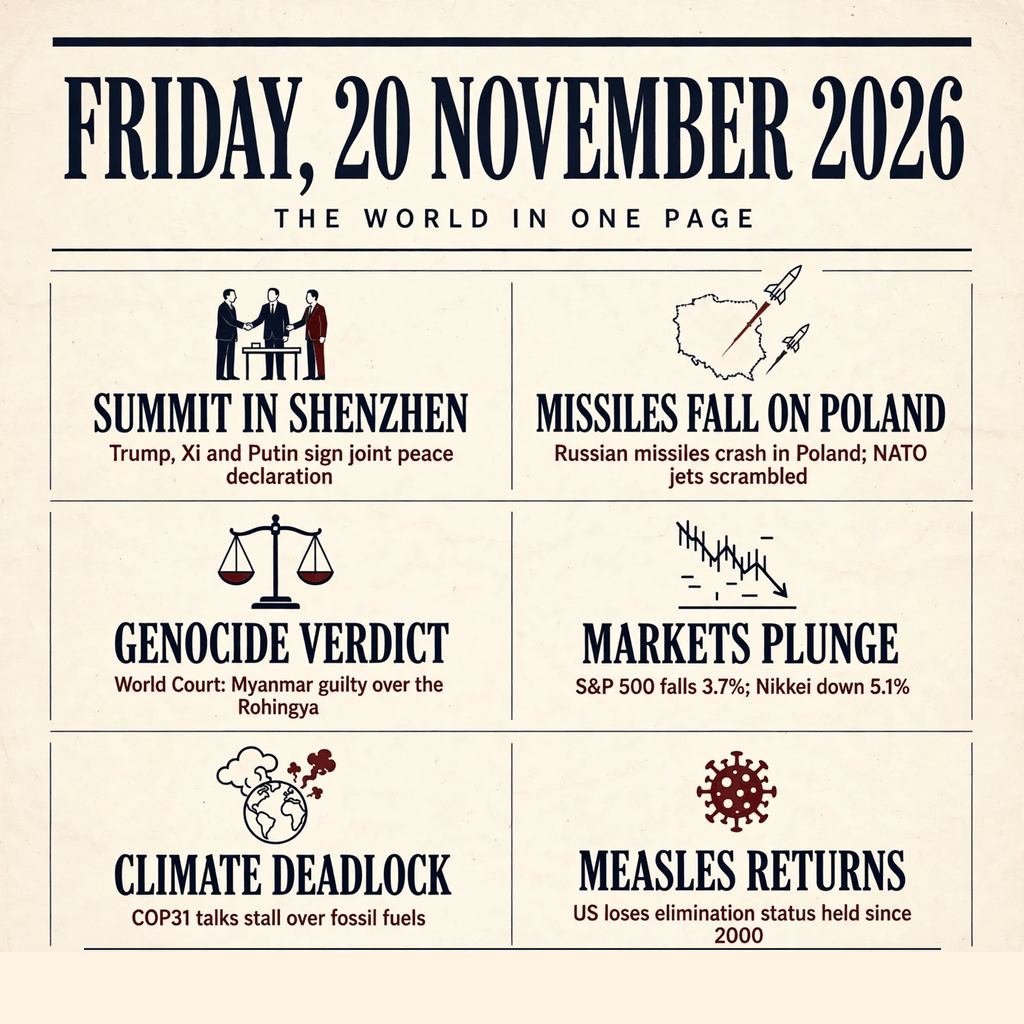 FRIDAY, 20 NOVEMBER 2026
THE WORLD IN ONE PAGE
SUMMIT IN SHENZHEN
Trump, Xi and Putin sign joint peace
declaration
MISSILES FALL ON POLAND
Russian missiles crash in Poland; NATO
jets scrambled
GENOCIDE VERDICT
World Court: Myanmar guilty over the
Rohingya
MARKETS PLUNGE
S&P 500 falls 3.7%; Nikkei down 5.1%
CLIMATE DEADLOCK
COP31 talks stall over fossil fuels
MEASLES RETURNS
US loses elimination status held since
2000